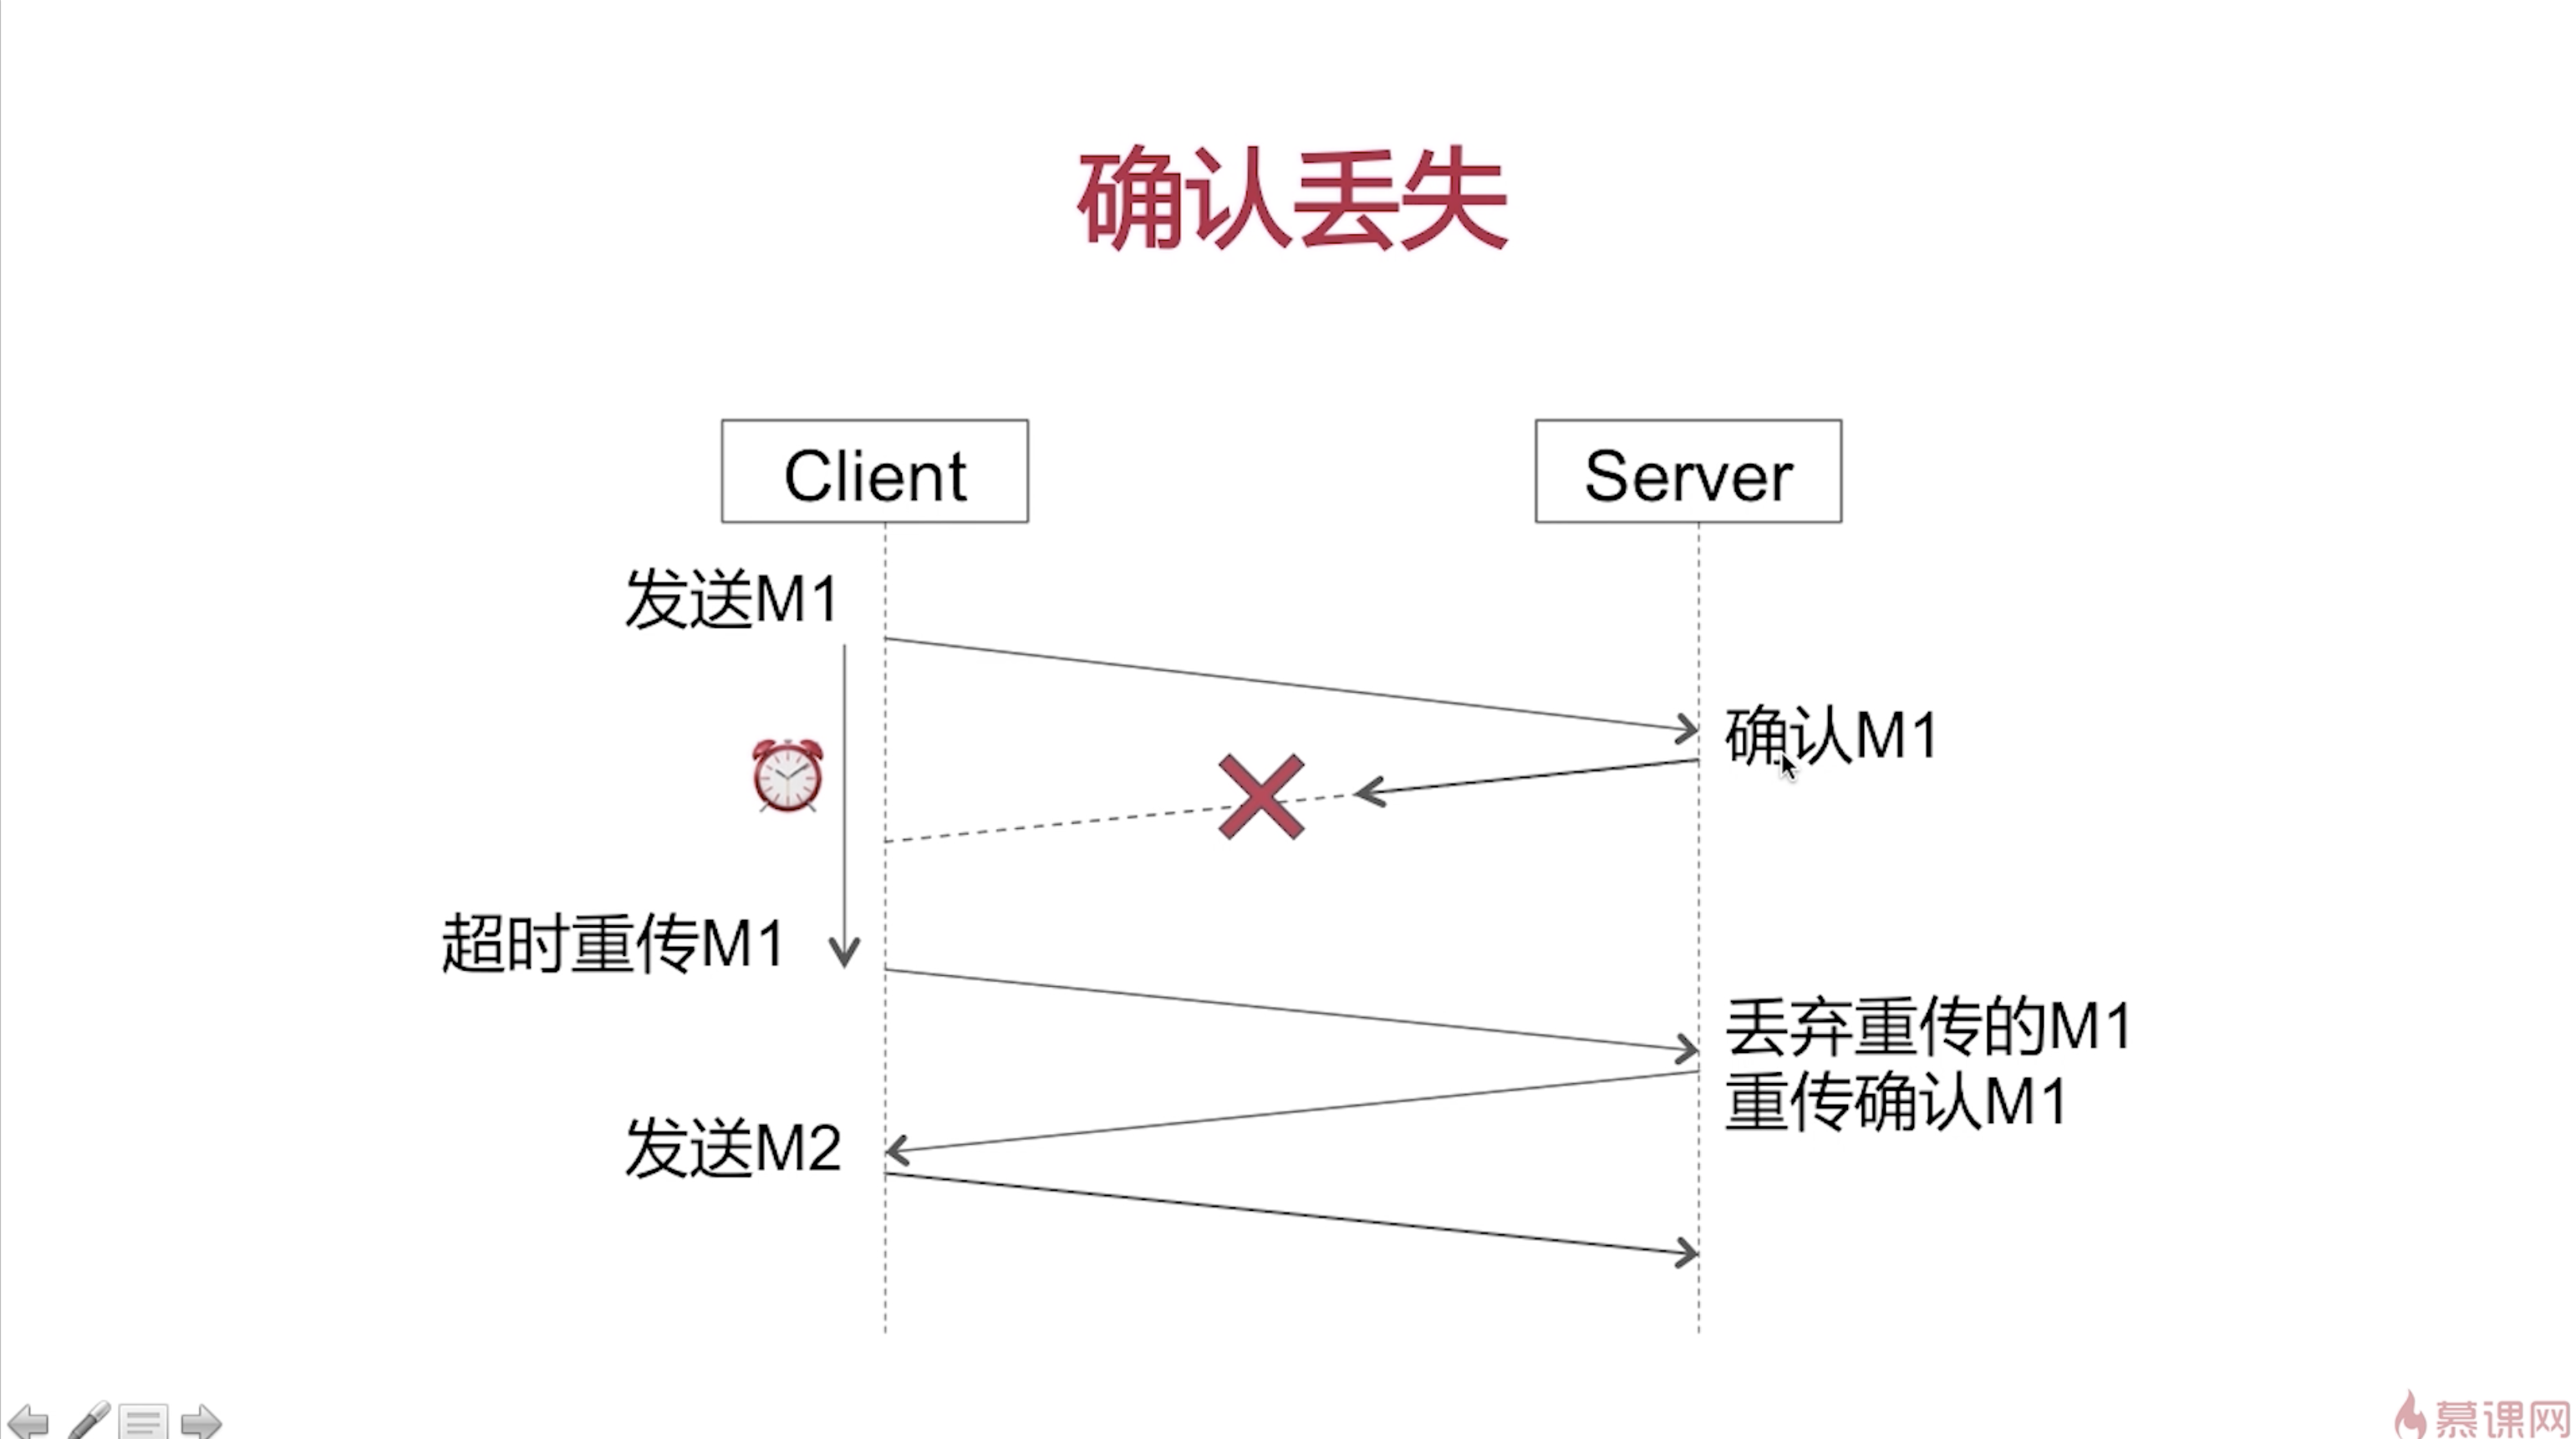 确认丢失
Client
Server
发送M1
确认M1
超时重传M1
丢弃重传的M1
重传确认M1
发送M2
慕课网